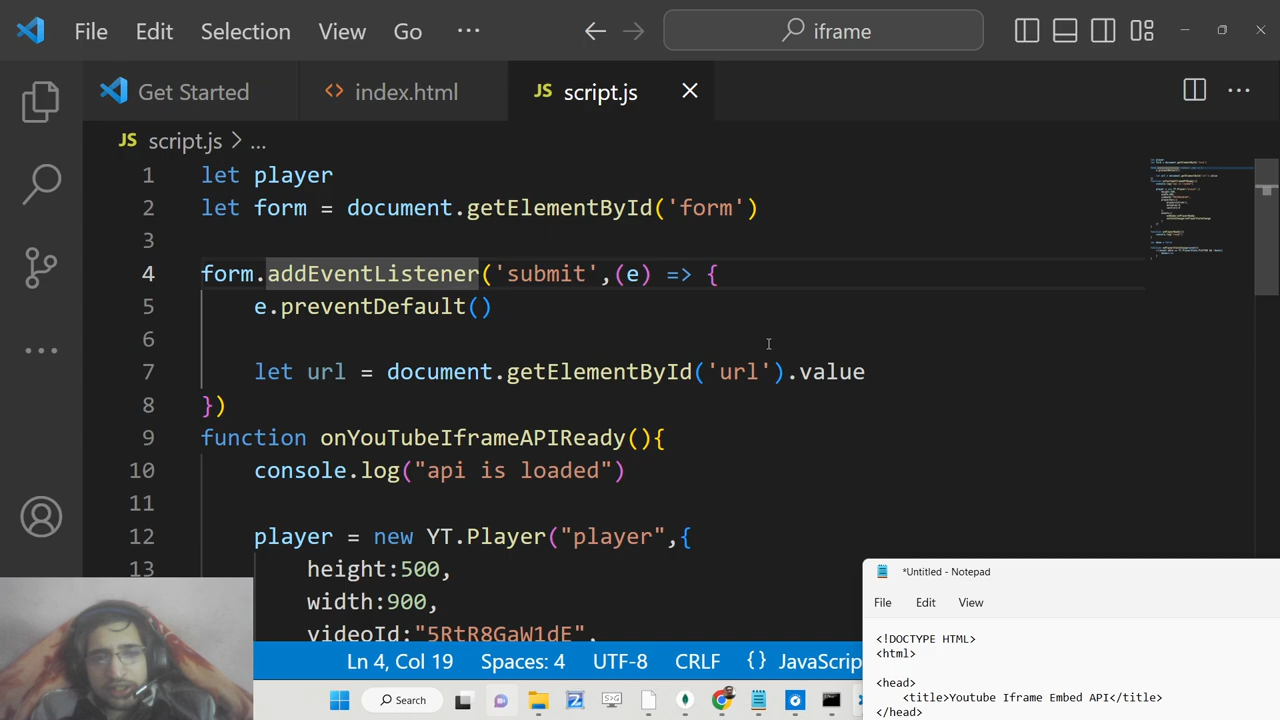 File Edit Selection View Go ··· iframe
Get Started index.html JS script.js
JS script.js > ...
1 let player
2 let form = document.getElementById('form')
3
4 form.addEventListener('submit',(e) => {
5 e.preventDefault()
6
7 let url = document.getElementById('url').value
8 })
9 function onYouTubeIframeAPIReady(){
10 console.log("api is loaded")
11
12 player = new YT.Player("player",{
13 height:500,
width:900,
videoId:"5RtR8GaW1dE",
Ln 4, Col 19 Spaces: 4 UTF-8 CRLF {} JavaScrip
Search
*Untitled - Notepad
File Edit View
<!DOCTYPE HTML>
<html>
<head>
<title>Youtube Iframe Embed API</title>
</head>